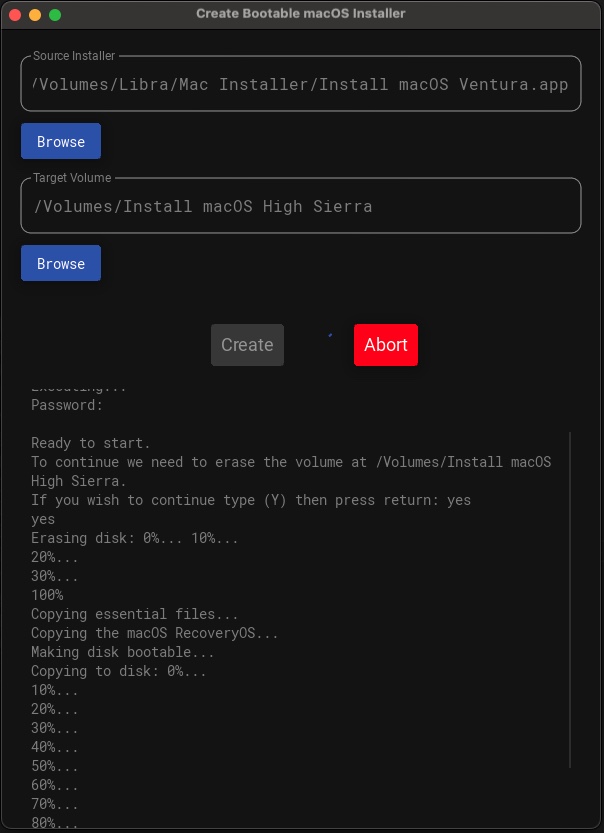 Create Bootable macOS Installer
Source Installer
/Volumes/Libra/Mac Installer/Install macOS Ventura.app
Browse
Target Volume
/Volumes/Install macOS High Sierra
Browse
Create
Abort
Executing...
Password:
Ready to start.
To continue we need to erase the volume at /Volumes/Install macOS
High Sierra.
If you wish to continue type (Y) then press return: yes
yes
Erasing disk: 0%... 10%...
20%...
30%...
100%
Copying essential files...
Copying the macOS RecoveryOS...
Making disk bootable...
Copying to disk: 0%...
10%...
20%...
30%...
40%...
50%...
60%...
70%...
80%...